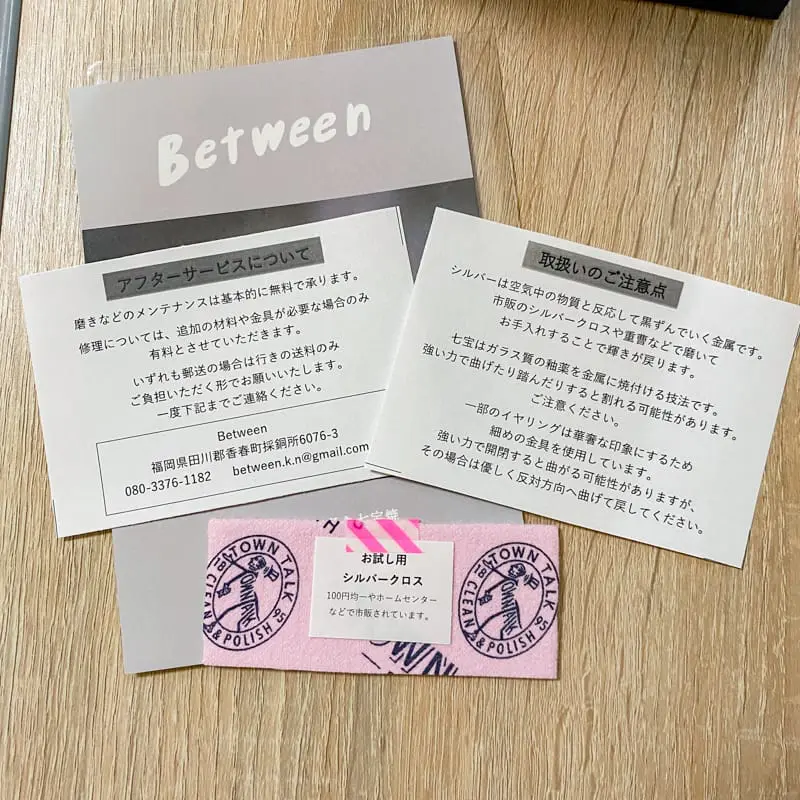 Between
アフターサービスについて
磨きなどのメンテナンスは基本的に無料で承ります。
修理については、追加の材料や金具が必要な場合のみ
有料とさせていただきます。
いずれも郵送の場合は行きの送料のみ
ご負担いただく形でお願いいたします。
一度下記までご連絡ください。
Between
福岡県田川郡香春町採銅所6076-3
080-3376-1182 between.k.n@gmail.com
取扱いのご注意点
シルバーは空気中の物質と反応して黒ずんでいく金属です。
市販のシルバークロスや重曹などで磨いて
お手入れすることで輝きが戻ります。
七宝はガラス質の釉薬を金属に焼付ける技法です。
強い力で曲げたり踏んだりすると割れる可能性があります。
ご注意ください。
一部のイヤリングは華奢な印象にするため
細めの金具を使用しています。
強い力で開閉すると曲がる可能性がありますが、
その場合は優しく反対方向へ曲げて戻してください。
七宝焼
お試し用
シルバークロス
100円均一やホームセンター
などで市販されています。
TOWN TALK
CLEAN & POLISH
1895
TOWN TALK
CLEAN & POLISH
1895